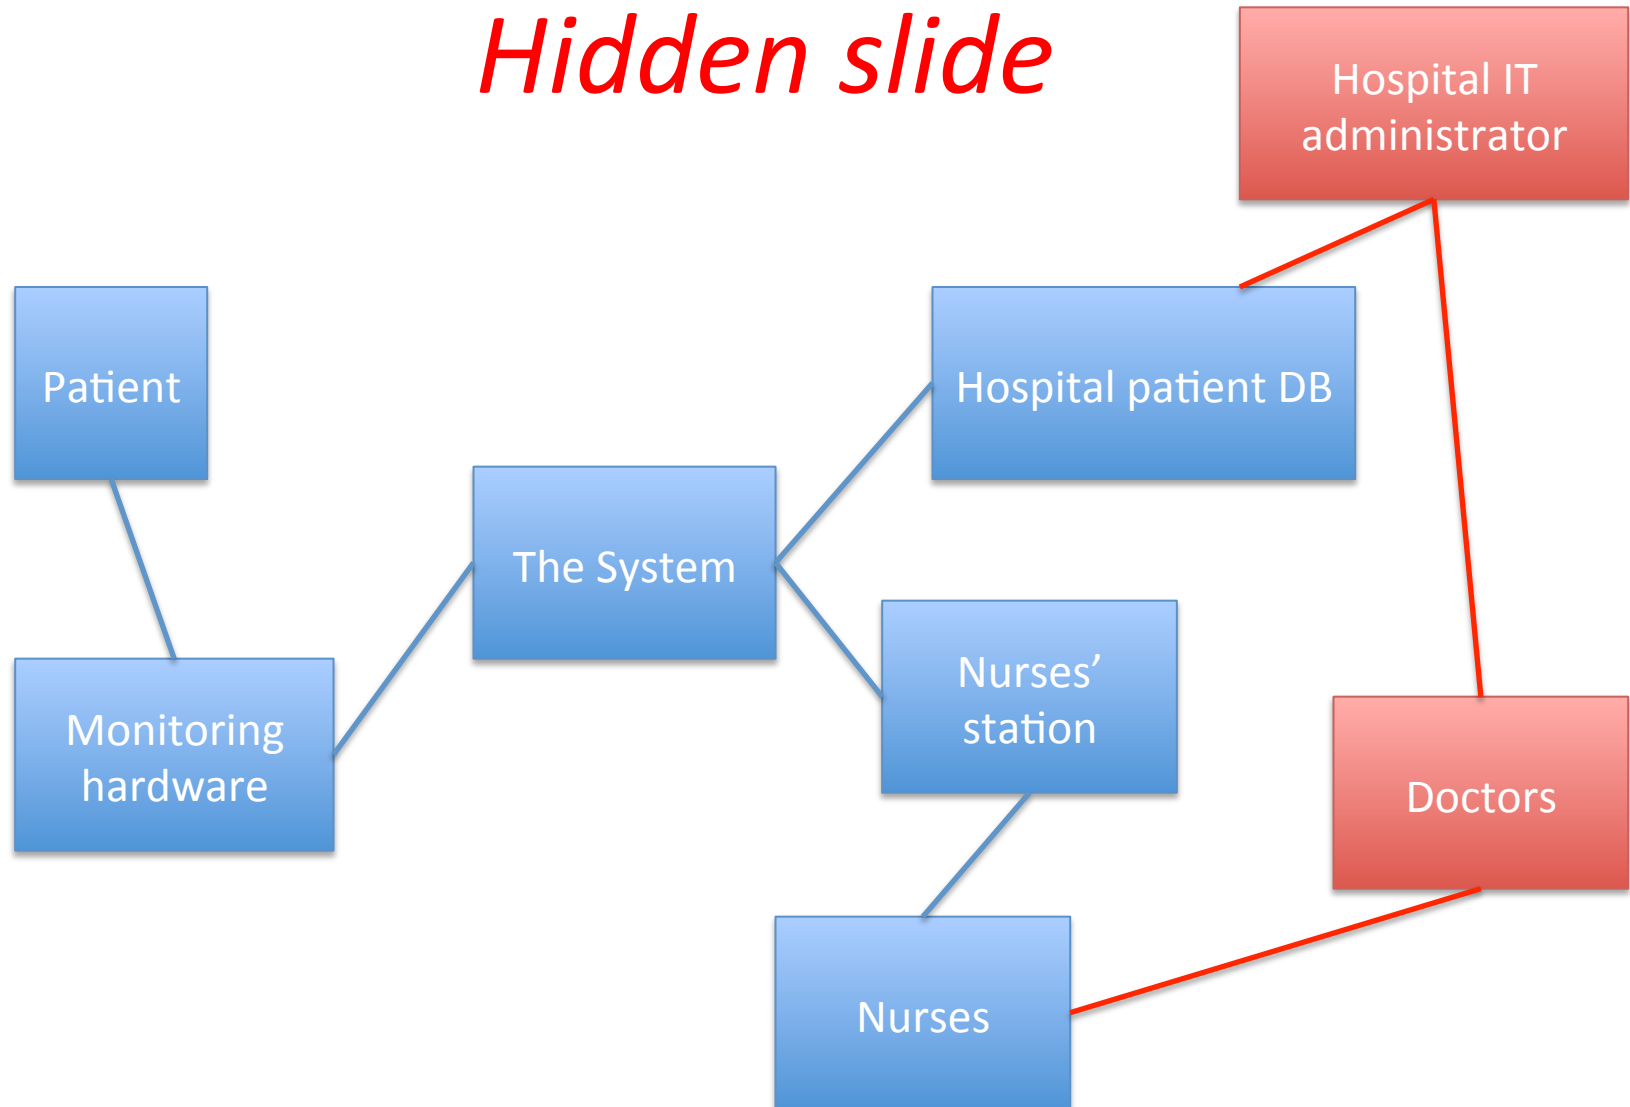 Hidden slide
Hospital IT
administrator
Patient
Hospital patient DB
The System
Nurses’
station
Monitoring
hardware
Doctors
Nurses